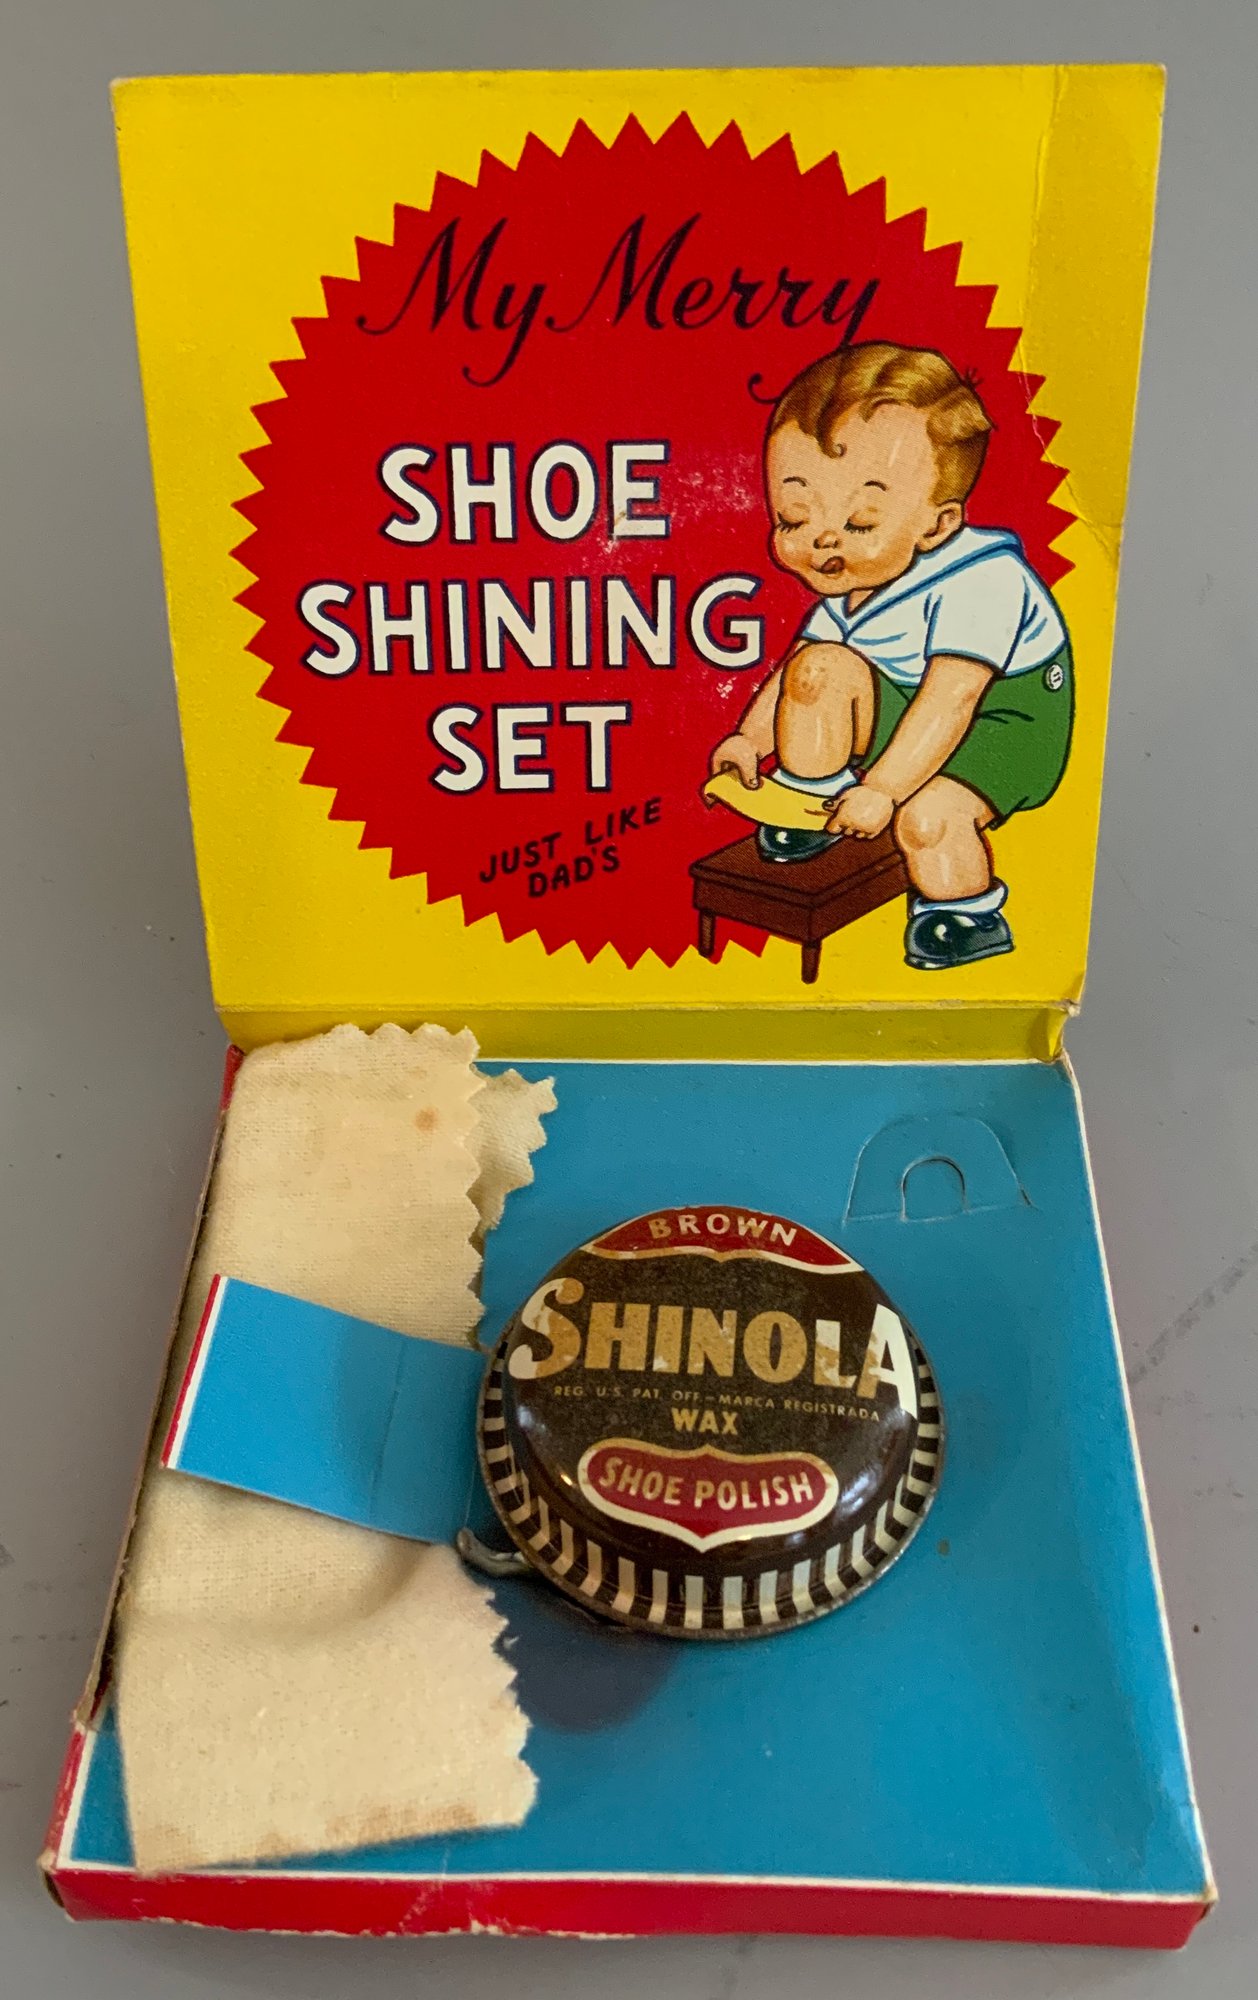 My Merry
SHOE
SHINING
SET
JUST LIKE
DAD'S
BROWN
SHINOLA
REG. U.S. PAT. OFF.—MARCA REGISTRADA
WAX
SHOE POLISH